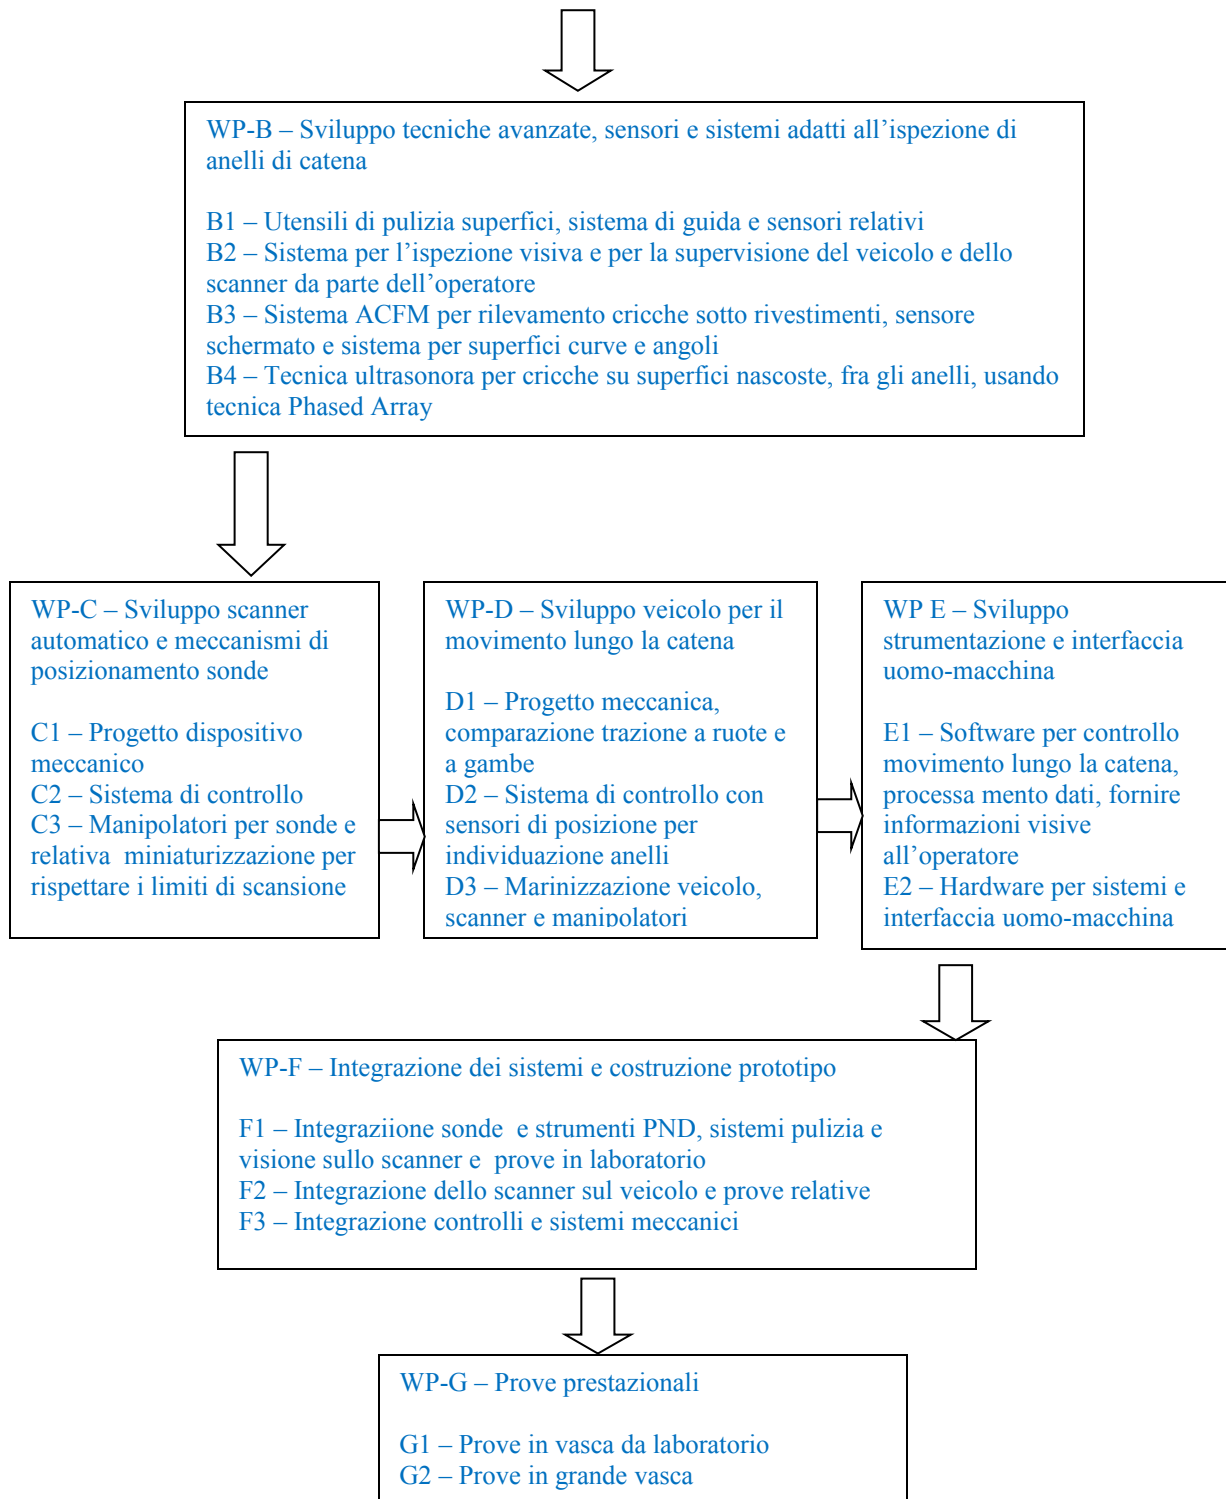 WP-B – Sviluppo tecniche avanzate, sensori e sistemi adatti all’ispezione di
anelli di catena
B1 – Utensili di pulizia superfici, sistema di guida e sensori relativi
B2 – Sistema per l’ispezione visiva e per la supervisione del veicolo e dello
scanner da parte dell’operatore
B3 – Sistema ACFM per rilevamento cricche sotto rivestimenti, sensore
schermato e sistema per superfici curve e angoli
B4 – Tecnica ultrasonora per cricche su superfici nascoste, fra gli anelli, usando
tecnica Phased Array
WP-C – Sviluppo scanner
automatico e meccanismi di
posizionamento sonde
C1 – Progetto dispositivo
meccanico
C2 – Sistema di controllo
C3 – Manipolatori per sonde e
relativa  miniaturizzazione per
rispettare i limiti di scansione
WP-D – Sviluppo veicolo per il
movimento lungo la catena
D1 – Progetto meccanica,
comparazione trazione a ruote e
a gambe
D2 – Sistema di controllo con
sensori di posizione per
individuazione anelli
D3 – Marinizzazione veicolo,
scanner e manipolatori
WP E – Sviluppo
strumentazione e interfaccia
uomo-macchina
E1 – Software per controllo
movimento lungo la catena,
processa mento dati, fornire
informazioni visive
all’operatore
E2 – Hardware per sistemi e
interfaccia uomo-macchina
WP-F – Integrazione dei sistemi e costruzione prototipo
F1 – Integraziione sonde  e strumenti PND, sistemi pulizia e
visione sullo scanner e  prove in laboratorio
F2 – Integrazione dello scanner sul veicolo e prove relative
F3 – Integrazione controlli e sistemi meccanici
WP-G – Prove prestazionali
G1 – Prove in vasca da laboratorio
G2 – Prove in grande vasca